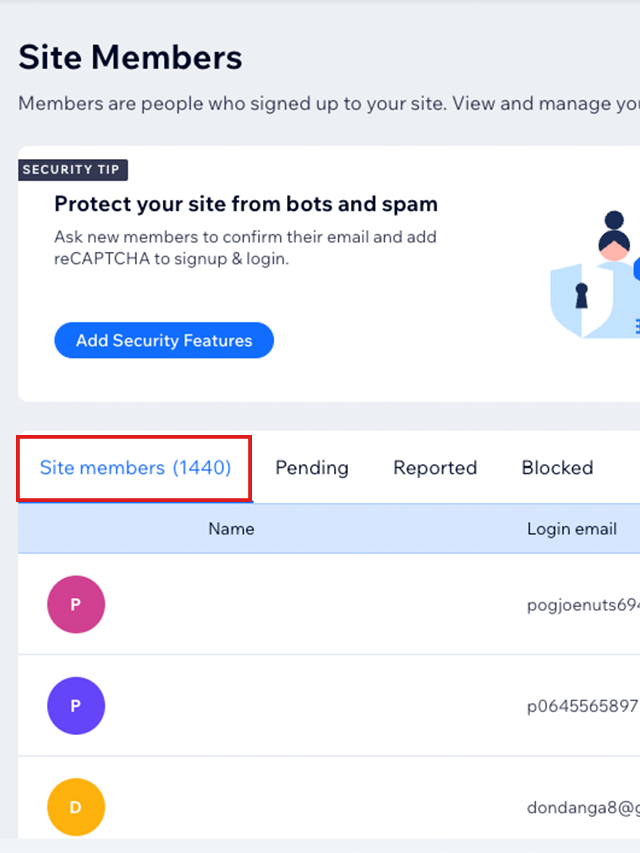 Site Members
Members are people who signed up to your site. View and manage you
SECURITY TIP
Protect your site from bots and spam
Ask new members to confirm their email and add
reCAPTCHA to signup & login.
Add Security Features
Site members (1440) Pending Reported Blocked
Name Login email
P pogjoenuts694
P p0645565897
D dondanga8@g